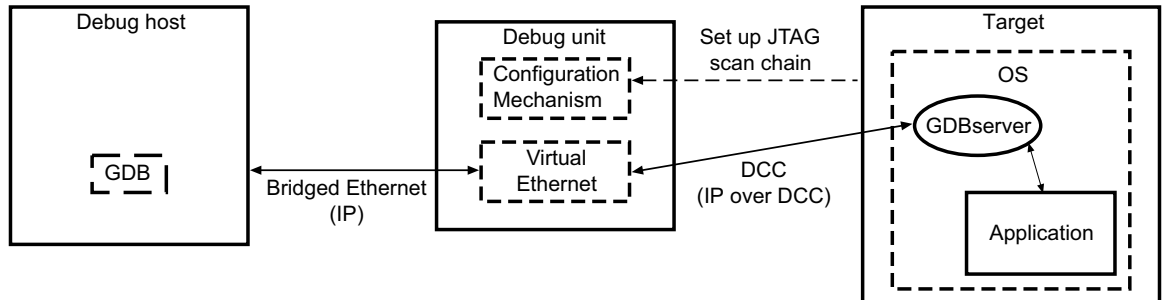 Debug host
GDB
Bridged Ethernet
(IP)
Debug unit
Configuration
Mechanism
Virtual
Ethernet
Set up JTAG
scan chain
DCC
(IP over DCC)
Target
OS
GDBserver
Application